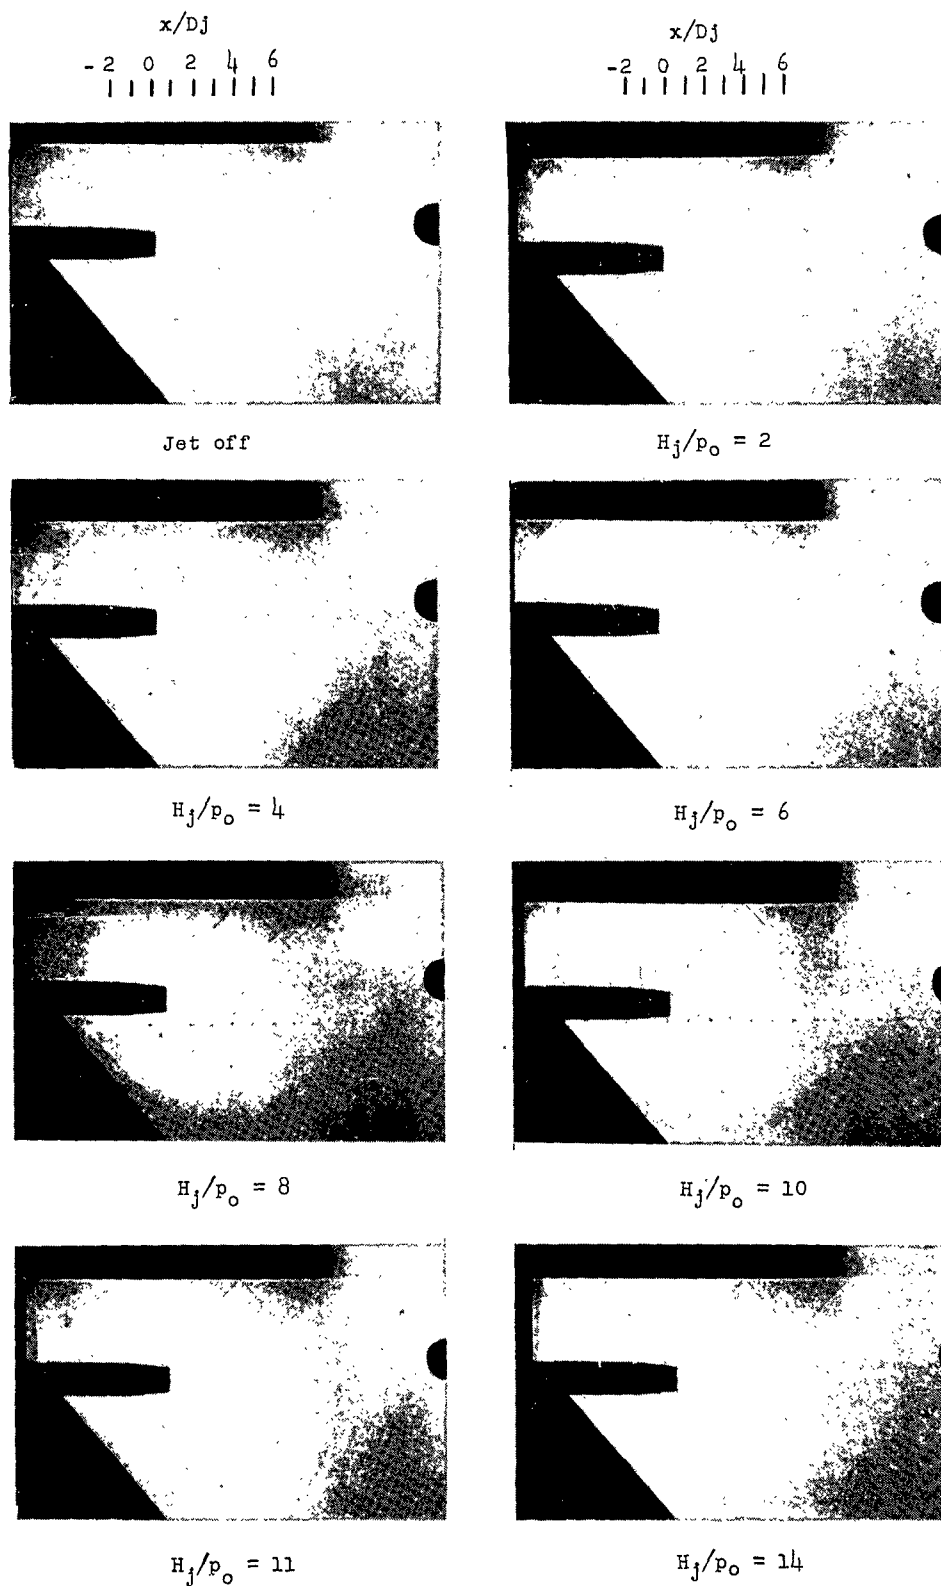 x/Dj
x/Dj
-2 0 2 4 6
-2 0 2 4 6
Jet off
Hj/po = 2
Hj/po = 4
Hj/po = 6
Hj/po = 8
Hj/po = 10
Hj/po = 11
Hj/po = 14